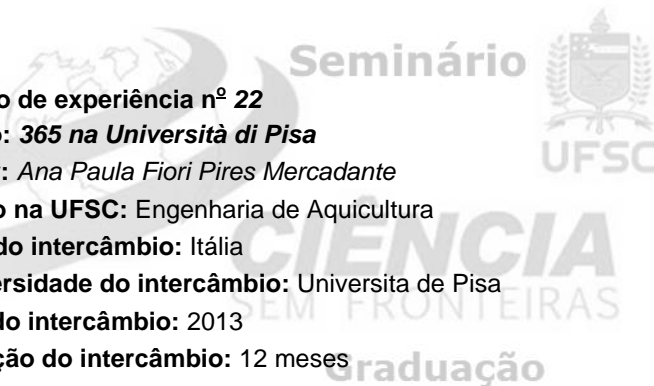 Seminário
o de experiência nº 22
o: 365 na Università di Pisa
: Ana Paula Fiori Pires Mercadante
o na UFSC: Engenharia de Aquicultura
UFSC
do intercâmbio: Itália
CIÊNCIA
ersidade do intercâmbio: Universita de Pisa
SEM FRONTEIRAS
do intercâmbio: 2013
ção do intercâmbio: 12 meses
Graduação